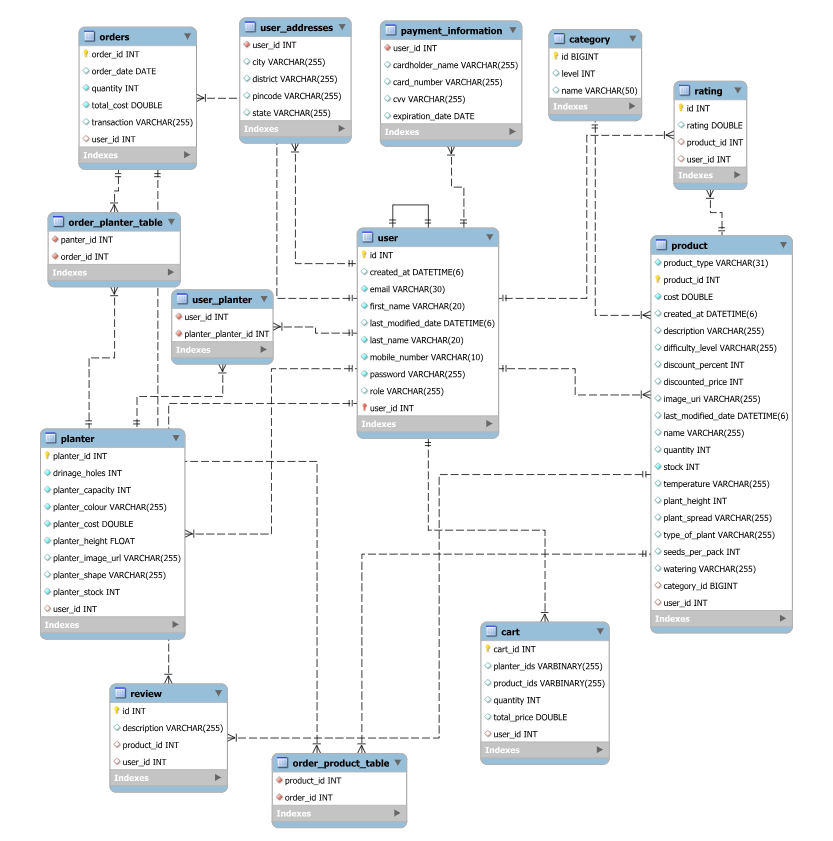 orders
order_id INT
order_date DATE
quantity INT
total_cost DOUBLE
transaction VARCHAR(255)
user_id INT
Indexes
user_addresses
user_id INT
city VARCHAR(255)
district VARCHAR(255)
pincode VARCHAR(255)
state VARCHAR(255)
Indexes
payment_information
user_id INT
cardholder_name VARCHAR(255)
card_number VARCHAR(255)
cvv VARCHAR(255)
expiration_date DATE
Indexes
category
id BIGINT
level INT
name VARCHAR(50)
Indexes
rating
id INT
rating DOUBLE
product_id INT
user_id INT
Indexes
order_planter_table
panter_id INT
order_id INT
Indexes
user_planter
user_id INT
planter_planter_id INT
Indexes
user
id INT
created_at DATETIME(6)
email VARCHAR(30)
first_name VARCHAR(20)
last_modified_date DATETIME(6)
last_name VARCHAR(20)
mobile_number VARCHAR(10)
password VARCHAR(255)
role VARCHAR(255)
user_id INT
Indexes
product
product_type VARCHAR(31)
product_id INT
cost DOUBLE
created_at DATETIME(6)
description VARCHAR(255)
difficulty_level VARCHAR(255)
discount_percent INT
discounted_price INT
image_uri VARCHAR(255)
last_modified_date DATETIME(6)
name VARCHAR(255)
quantity INT
stock INT
temperature VARCHAR(255)
plant_height INT
plant_spread VARCHAR(255)
type_of_plant VARCHAR(255)
seeds_per_pack INT
watering VARCHAR(255)
category_id BIGINT
user_id INT
Indexes
planter
planter_id INT
drinage_holes INT
planter_capacity INT
planter_colour VARCHAR(255)
planter_cost DOUBLE
planter_height FLOAT
planter_image_url VARCHAR(255)
planter_shape VARCHAR(255)
planter_stock INT
user_id INT
Indexes
cart
cart_id INT
planter_ids VARBINARY(255)
product_ids VARBINARY(255)
quantity INT
total_price DOUBLE
user_id INT
Indexes
review
id INT
description VARCHAR(255)
product_id INT
user_id INT
Indexes
order_product_table
product_id INT
order_id INT
Indexes